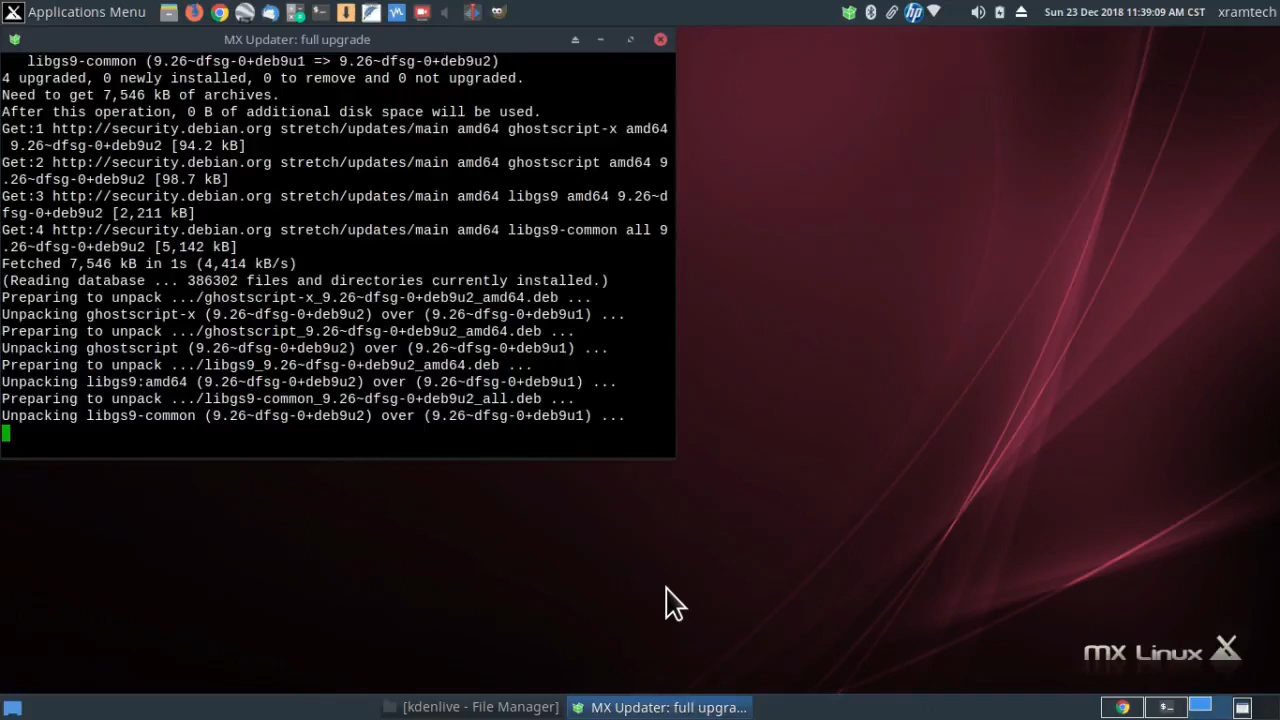 Applications Menu
Sun 23 Dec 2018 11:39:09 AM CST
xramtech
MX Updater: full upgrade
libgs9-common (9.26~dfsg-0+deb9u1 => 9.26~dfsg-0+deb9u2)
4 upgraded, 0 newly installed, 0 to remove and 0 not upgraded.
Need to get 7,546 kB of archives.
After this operation, 0 B of additional disk space will be used.
Get:1 http://security.debian.org stretch/updates/main amd64 ghostscript-x amd64
9.26~dfsg-0+deb9u2 [94.2 kB]
Get:2 http://security.debian.org stretch/updates/main amd64 ghostscript amd64 9
.26~dfsg-0+deb9u2 [98.7 kB]
Get:3 http://security.debian.org stretch/updates/main amd64 libgs9 amd64 9.26~d
fsg-0+deb9u2 [2,211 kB]
Get:4 http://security.debian.org stretch/updates/main amd64 libgs9-common all 9
.26~dfsg-0+deb9u2 [5,142 kB]
Fetched 7,546 kB in 1s (4,414 kB/s)
(Reading database ... 386302 files and directories currently installed.)
Preparing to unpack .../ghostscript-x_9.26~dfsg-0+deb9u2_amd64.deb ...
Unpacking ghostscript-x (9.26~dfsg-0+deb9u2) over (9.26~dfsg-0+deb9u1) ...
Preparing to unpack .../ghostscript_9.26~dfsg-0+deb9u2_amd64.deb ...
Unpacking ghostscript (9.26~dfsg-0+deb9u2) over (9.26~dfsg-0+deb9u1) ...
Preparing to unpack .../libgs9_9.26~dfsg-0+deb9u2_amd64.deb ...
Unpacking libgs9:amd64 (9.26~dfsg-0+deb9u2) over (9.26~dfsg-0+deb9u1) ...
Preparing to unpack .../libgs9-common_9.26~dfsg-0+deb9u2_all.deb ...
Unpacking libgs9-common (9.26~dfsg-0+deb9u2) over (9.26~dfsg-0+deb9u1) ...
MX Linux
[kdenlive - File Manager]
MX Updater: full upgra...